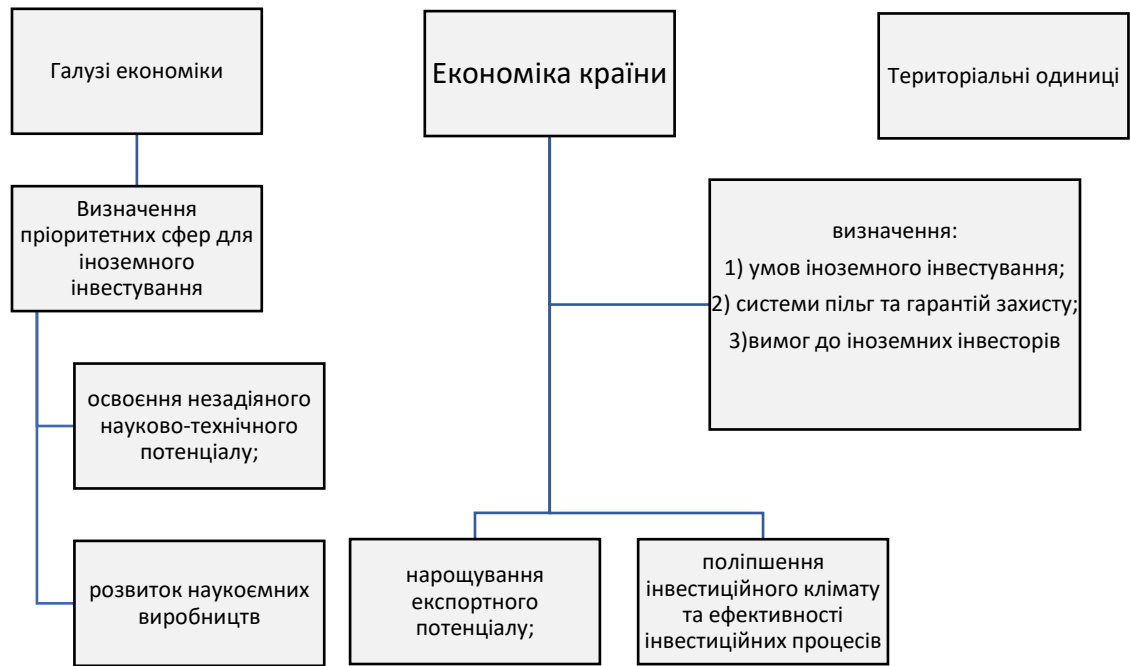 Галузі економіки
Економіка країни
Територіальні одиниці
Визначення
пріоритетних сфер для
іноземного
інвестування
визначення:
1) умов іноземного інвестування;
2) системи пільг та гарантій захисту;
3)вимог до іноземних інвесторів
освоєння незадіяного
науково-технічного
потенціалу;
розвиток наукоємних
виробництв
нарощування
експортного
потенціалу;
поліпшення
інвестиційного клімату
та ефективності
інвестиційних процесів